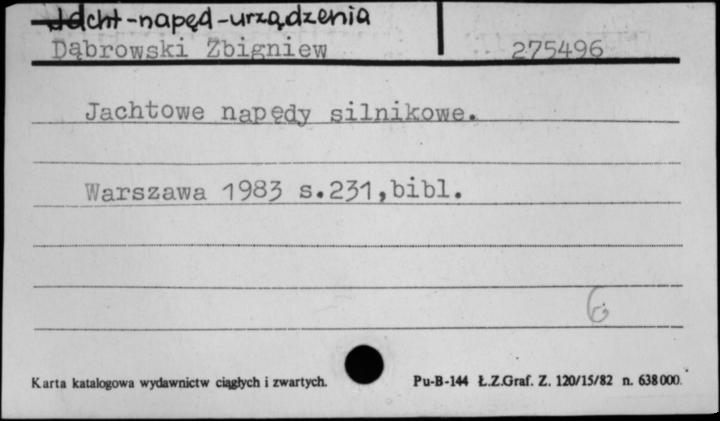 Jacht-napęd-urządzenia
Dąbrowski Zbigniew 275496
Jachtowe napędy silnikowe.
Warszawa 1983 s.231,bibl.
6
Karta katalogowa wydawnictw ciągłych i zwartych. Pu-B-144 Ł.Z.Graf. Z. 120/15/82 n. 638000.